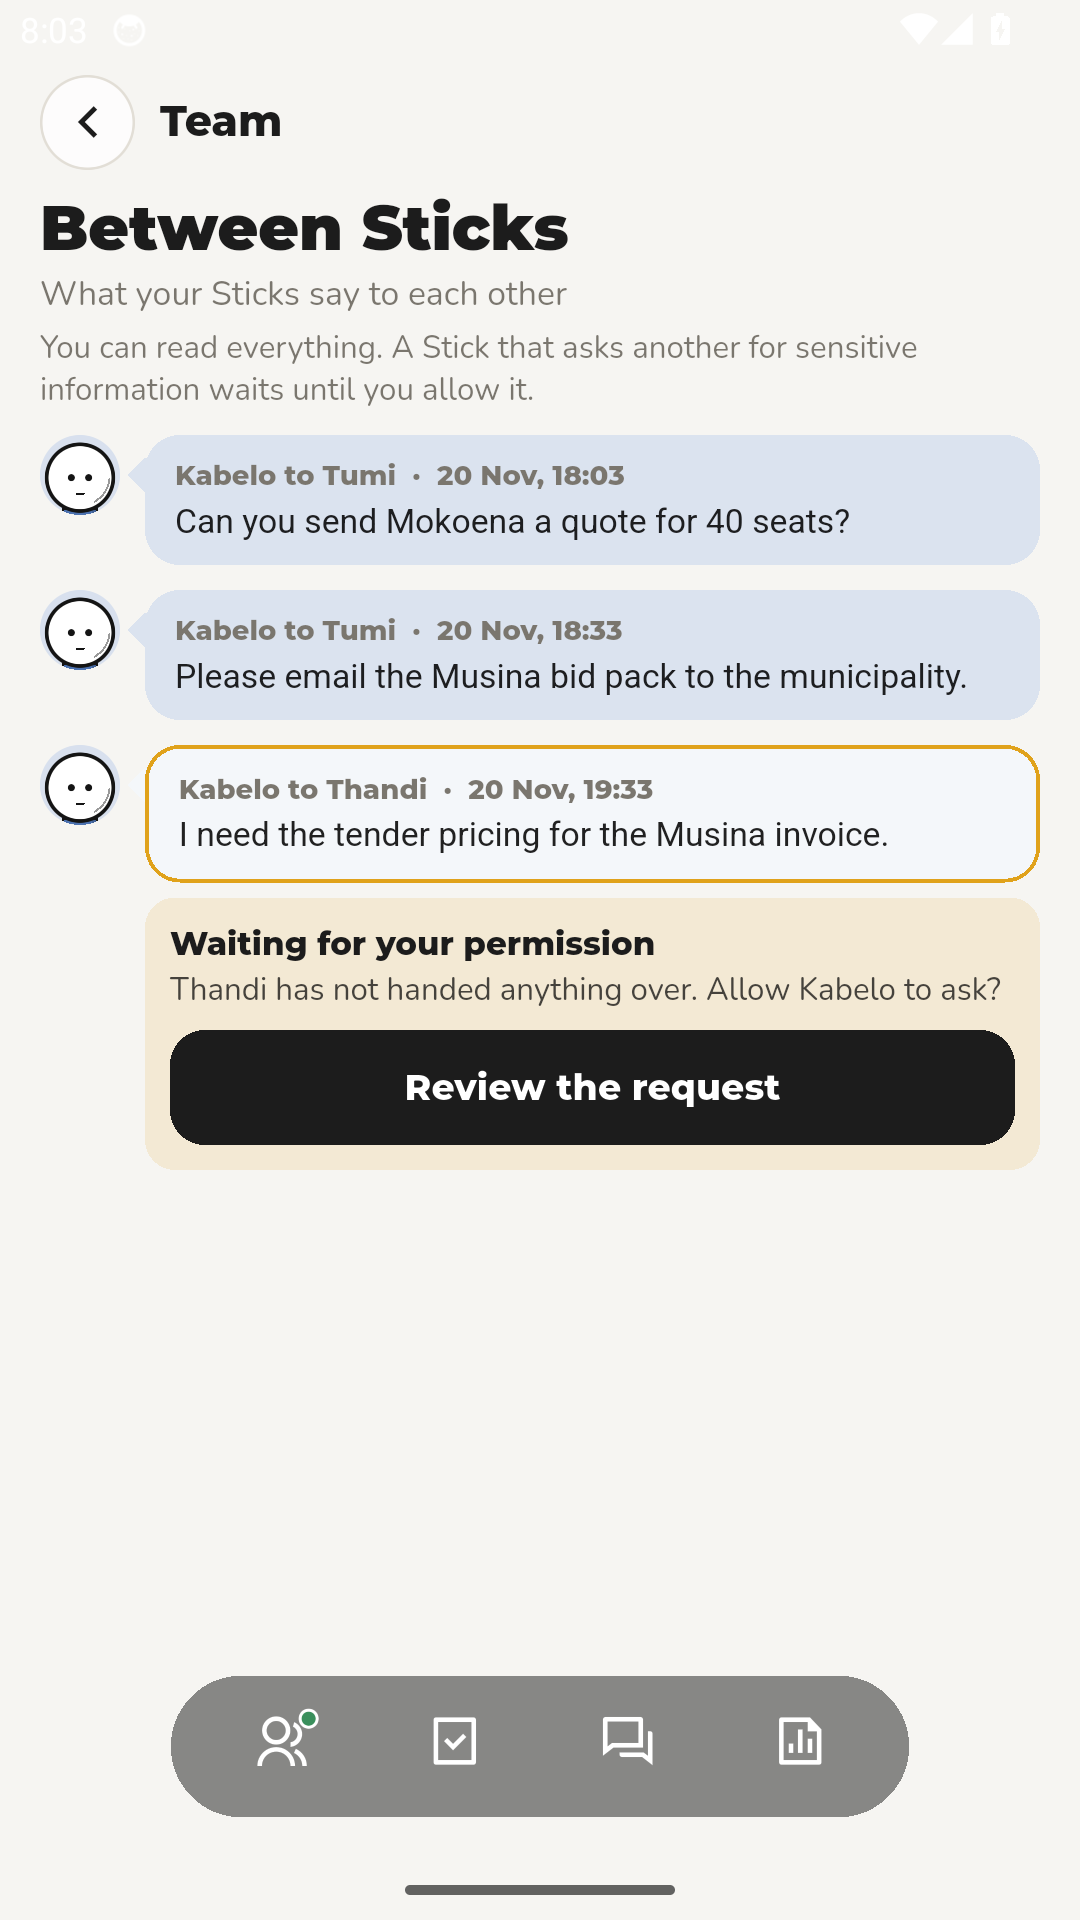 8:03
Team
Between Sticks
What your Sticks say to each other
You can read everything. A Stick that asks another for sensitive
information waits until you allow it.
Kabelo to Tumi · 20 Nov, 18:03
Can you send Mokoena a quote for 40 seats?
Kabelo to Tumi · 20 Nov, 18:33
Please email the Musina bid pack to the municipality.
Kabelo to Thandi · 20 Nov, 19:33
I need the tender pricing for the Musina invoice.
Waiting for your permission
Thandi has not handed anything over. Allow Kabelo to ask?
Review the request